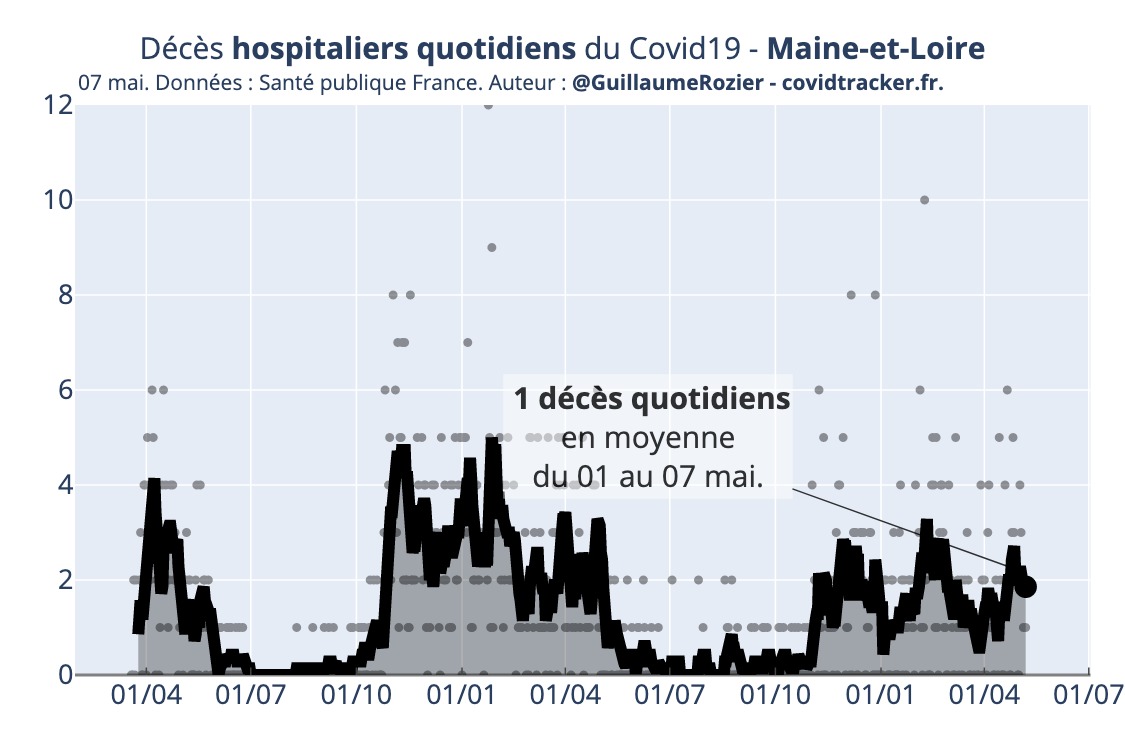 Décès hospitaliers quotidiens du Covid19 - Maine-et-Loire
07 mai. Données : Santé publique France. Auteur : @GuillaumeRozier - covidtracker.fr.
12
10
8
6
4
2
0
1 décès quotidiens
en moyenne
du 01 au 07 mai.
01/04 01/07 01/10 01/01 01/04 01/07 01/10 01/01 01/04 01/07